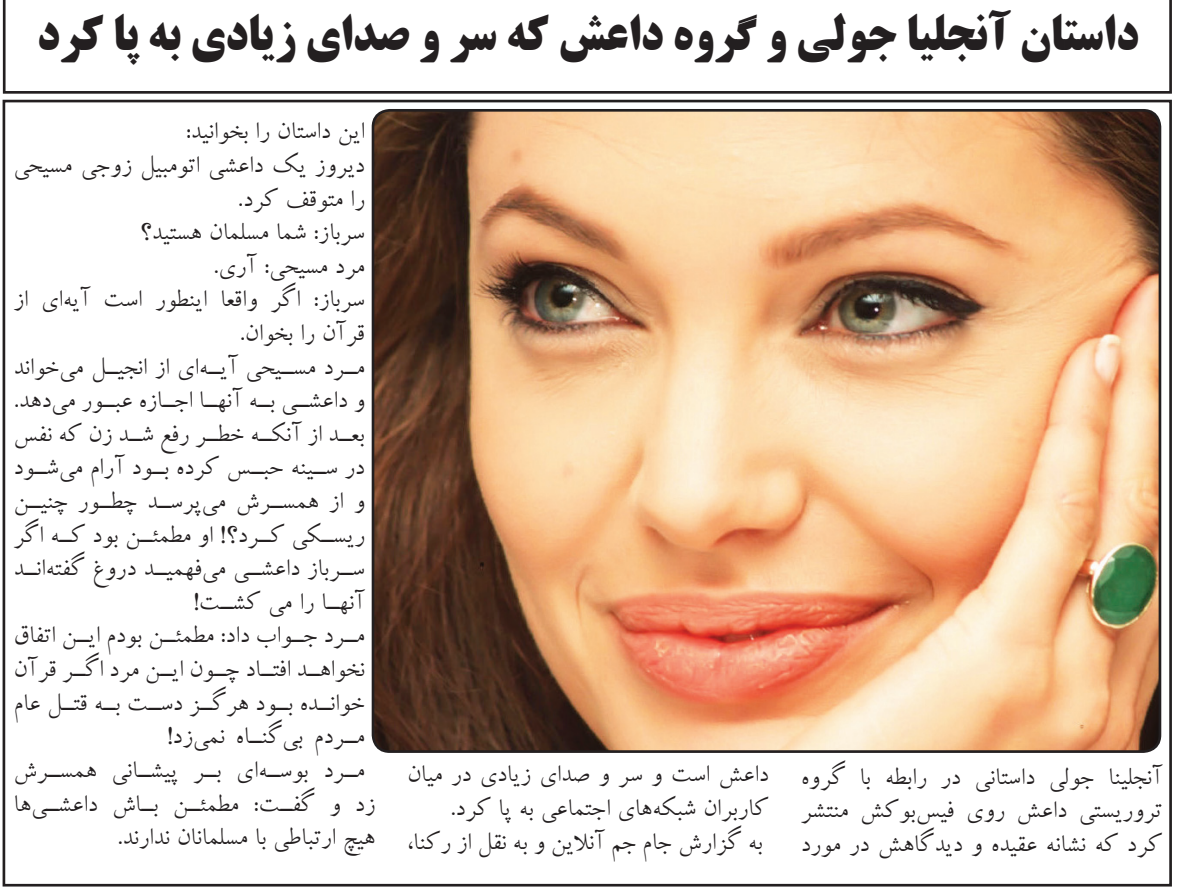 داستان آنجلیا جولی و گروه داعش که سر و صدای زیادی به پا کرد
آنجلینا جولی داستانی در رابطه با گروه
تروریستی داعش روی فیس‌بوکش منتشر
کرد که نشانه عقیده و دیدگاهش در مورد
داعش است و سر و صدای زیادی در میان
کاربران شبکه‌های اجتماعی به پا کرد.
به گزارش جام جم آنلاین و به نقل از رکنا،
این داستان را بخوانید:
دیروز یک داعشی اتومبیل زوجی مسیحی
را متوقف کرد.
سرباز: شما مسلمان هستید؟
مرد مسیحی: آری.
سرباز: اگر واقعا اینطور است آیه‌ای از
قرآن را بخوان.
مرد مسیحی آیه‌ای از انجیل می‌خواند
و داعشی به آنها اجازه عبور می‌دهد.
بعد از آنکه خطر رفع شد زن که نفس
در سینه حبس کرده بود آرام می‌شود
و از همسرش می‌پرسد چطور چنین
ریسکی کرد؟! او مطمئن بود که اگر
سرباز داعشی می‌فهمید دروغ گفته‌اند
آنها را می کشت!
مرد جواب داد: مطمئن بودم این اتفاق
نخواهد افتاد چون این مرد اگر قرآن
خوانده بود هرگز دست به قتل عام
مردم بی‌گناه نمی‌زد!
مرد بوسه‌ای بر پیشانی همسرش
زد و گفت: مطمئن باش داعشی‌ها
هیچ ارتباطی با مسلمانان ندارند.